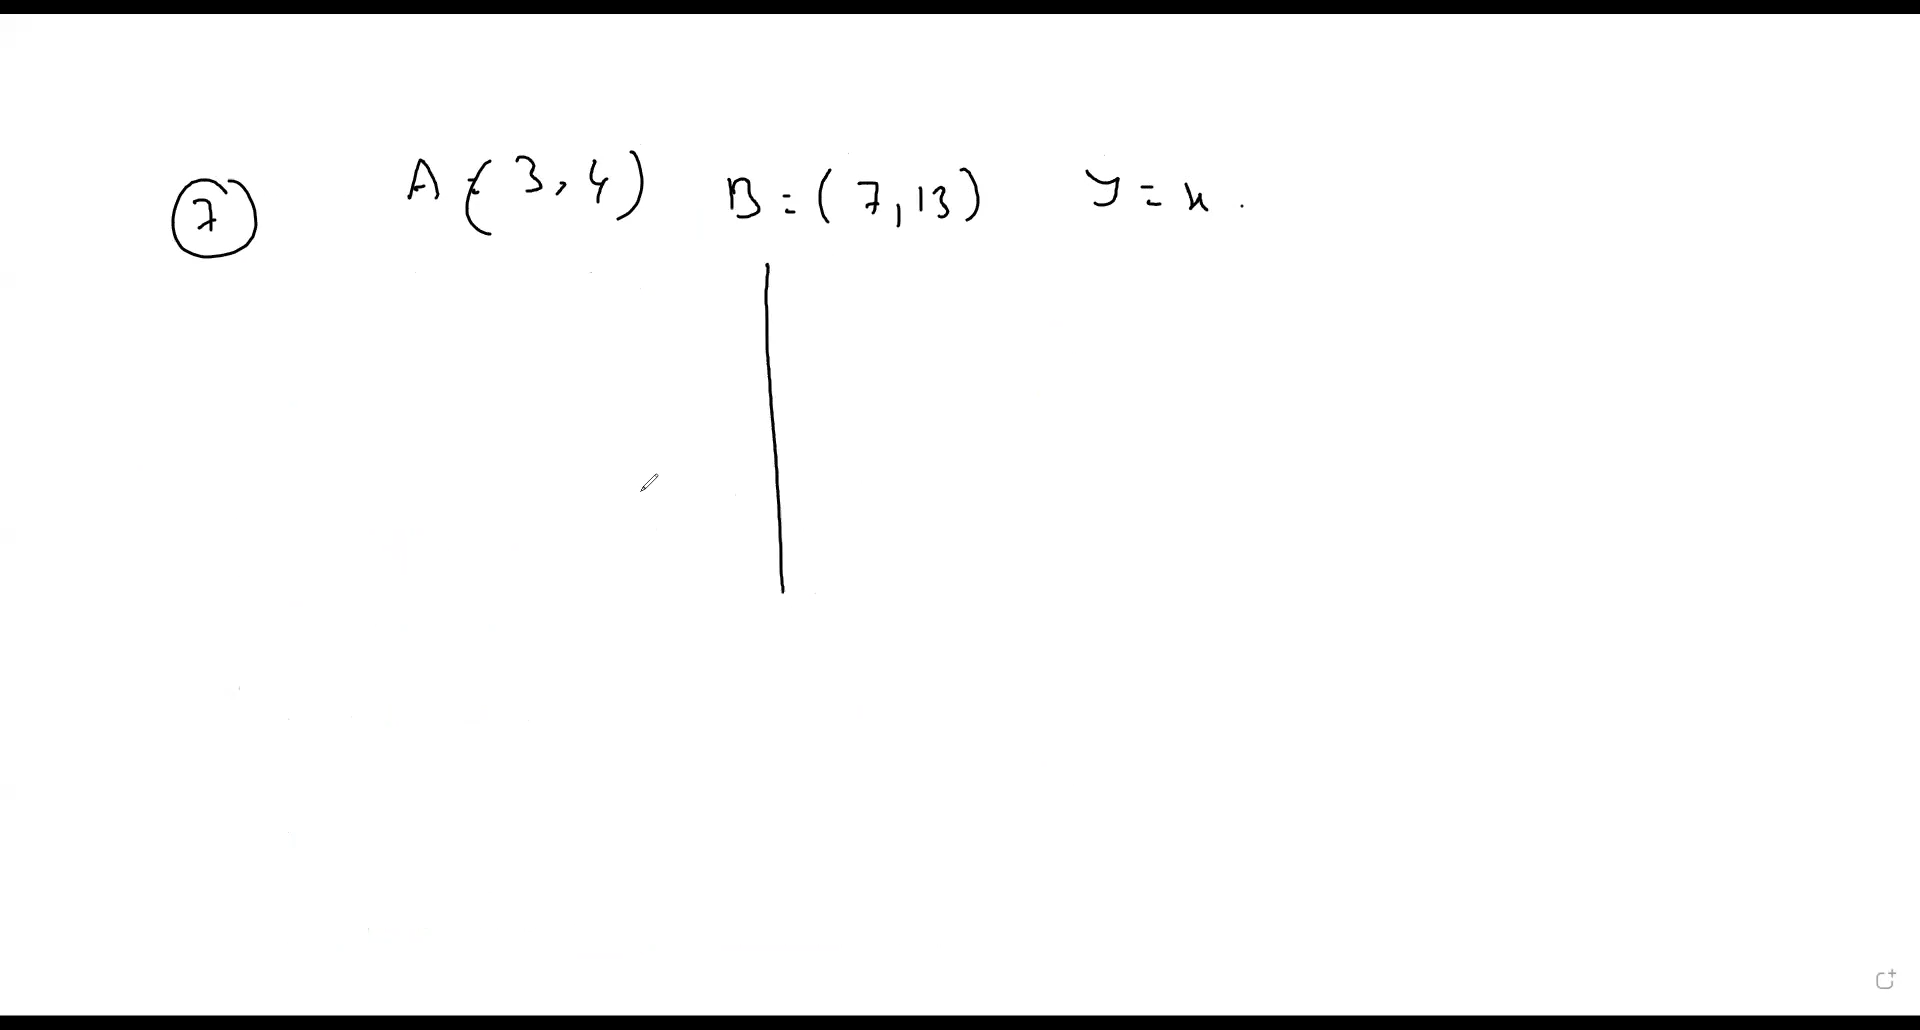 ⑦ A=(3,4) B=(7,13) y=x.